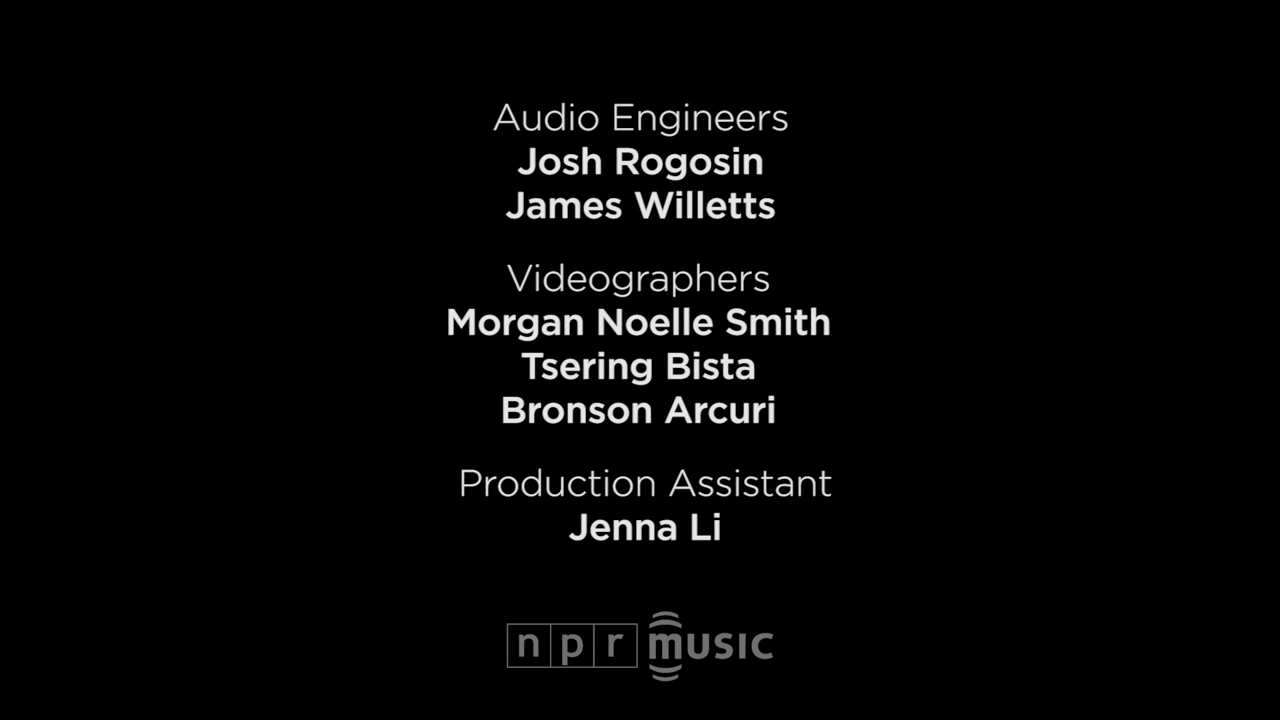 Audio Engineers
Josh Rogosin
James Willetts
Videographers
Morgan Noelle Smith
Tsering Bista
Bronson Arcuri
Production Assistant
Jenna Li
npr music